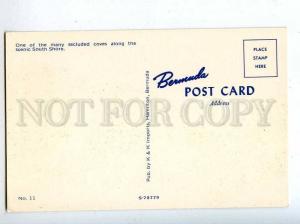 One of the many secluded coves along the
scenic South Shore.
PLACE
STAMP
HERE
Bermuda
POST CARD
Address
NOT FOR COPY
Pub. by K. & K. Imports, Hamilton, Bermuda
No. 11
S-78779